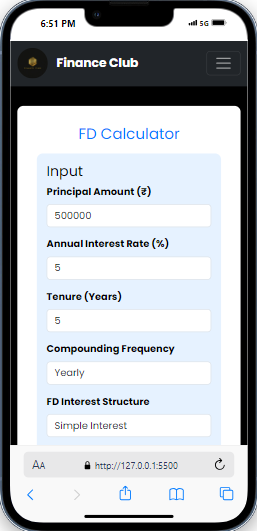 6:51 PM 5G
Finance Club
FD Calculator
Input
Principal Amount (₹)
500000
Annual Interest Rate (%)
5
Tenure (Years)
5
Compounding Frequency
Yearly
FD Interest Structure
Simple Interest
AA http://127.0.0.1:5500